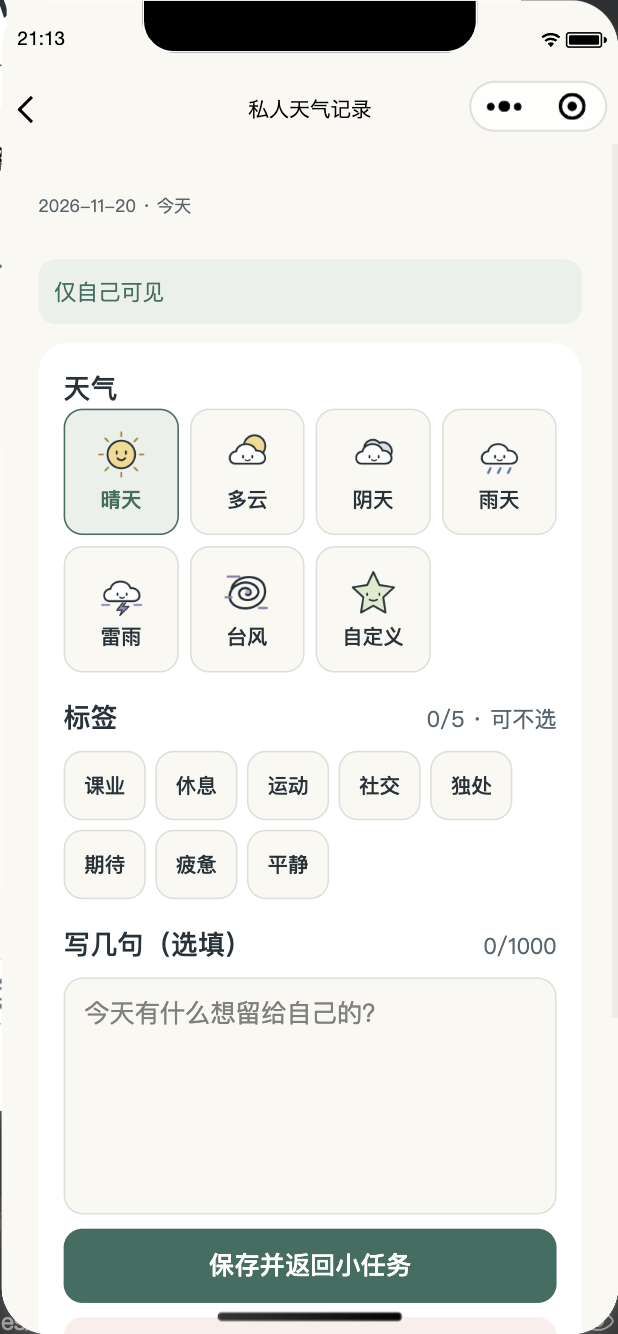 21:13
私人天气记录
2026-11-20 · 今天
仅自己可见
天气
晴天 多云 阴天 雨天
雷雨 台风 自定义
标签 0/5 · 可不选
课业 休息 运动 社交 独处
期待 疲惫 平静
写几句（选填） 0/1000
今天有什么想留给自己的?
保存并返回小任务